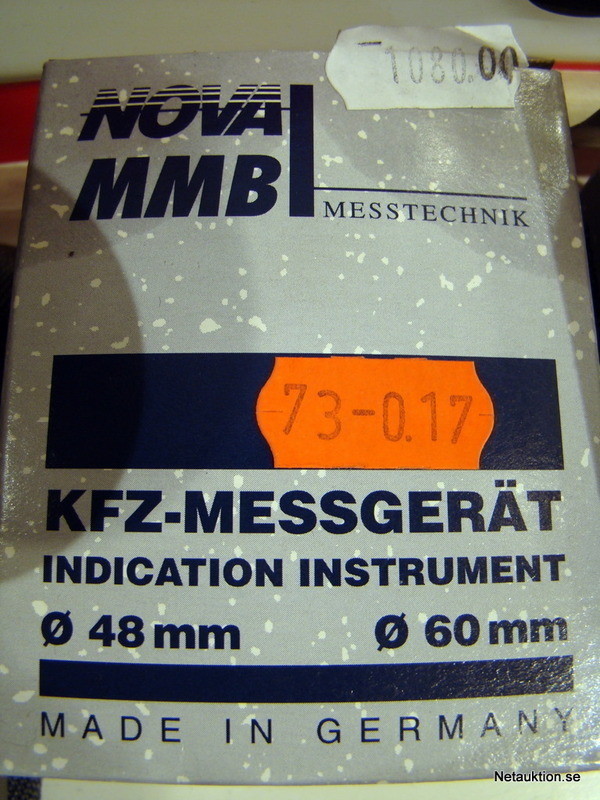 1080.00
NOVA
MMB
MESSTECHNIK
73-0.17
KFZ-MESSGERÄT
INDICATION INSTRUMENT
Ø 48 mm Ø 60 mm
MADE IN GERMANY
Netauktion.se